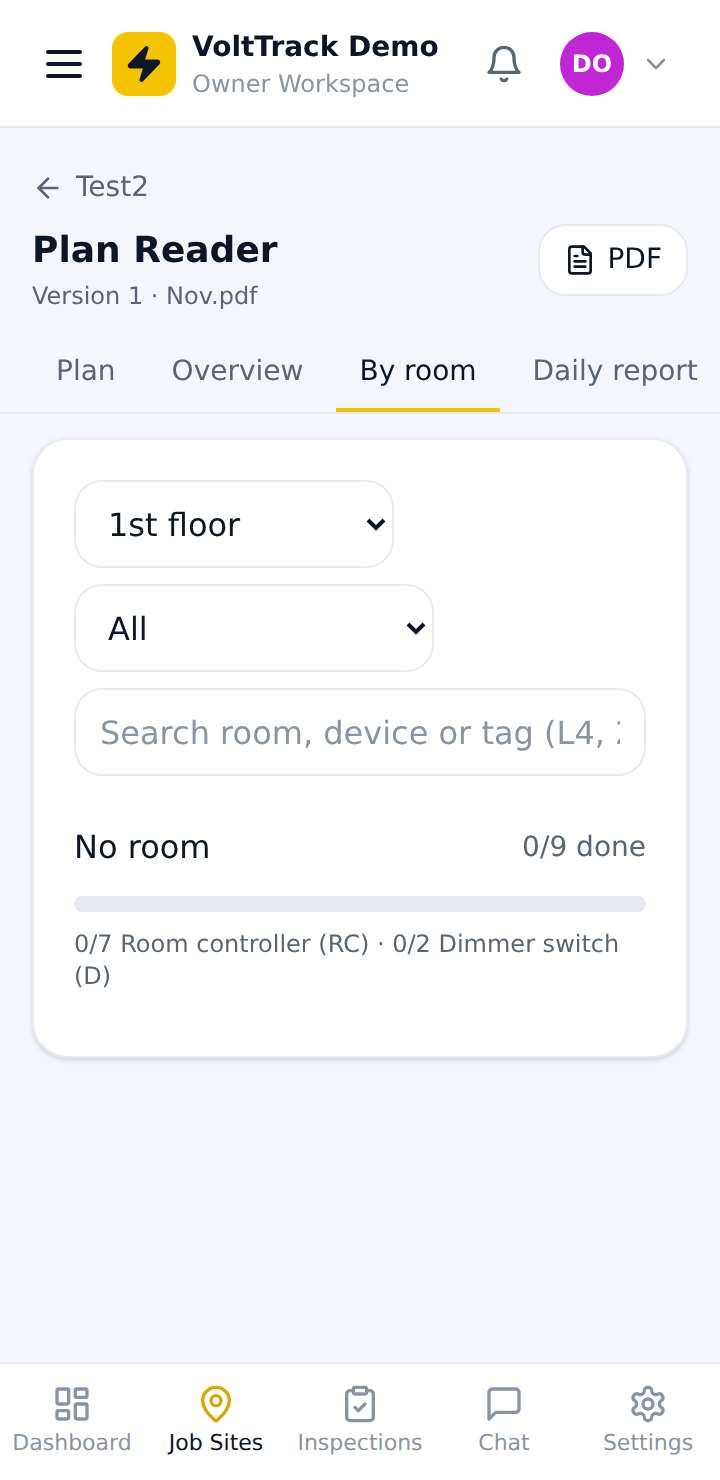 VoltTrack Demo
Owner Workspace
DO
Test2
Plan Reader
PDF
Version 1 · Nov.pdf
Plan
Overview
By room
Daily report
1st floor
All
Search room, device or tag (L4,
No room
0/9 done
0/7 Room controller (RC) · 0/2 Dimmer switch
(D)
Dashboard
Job Sites
Inspections
Chat
Settings